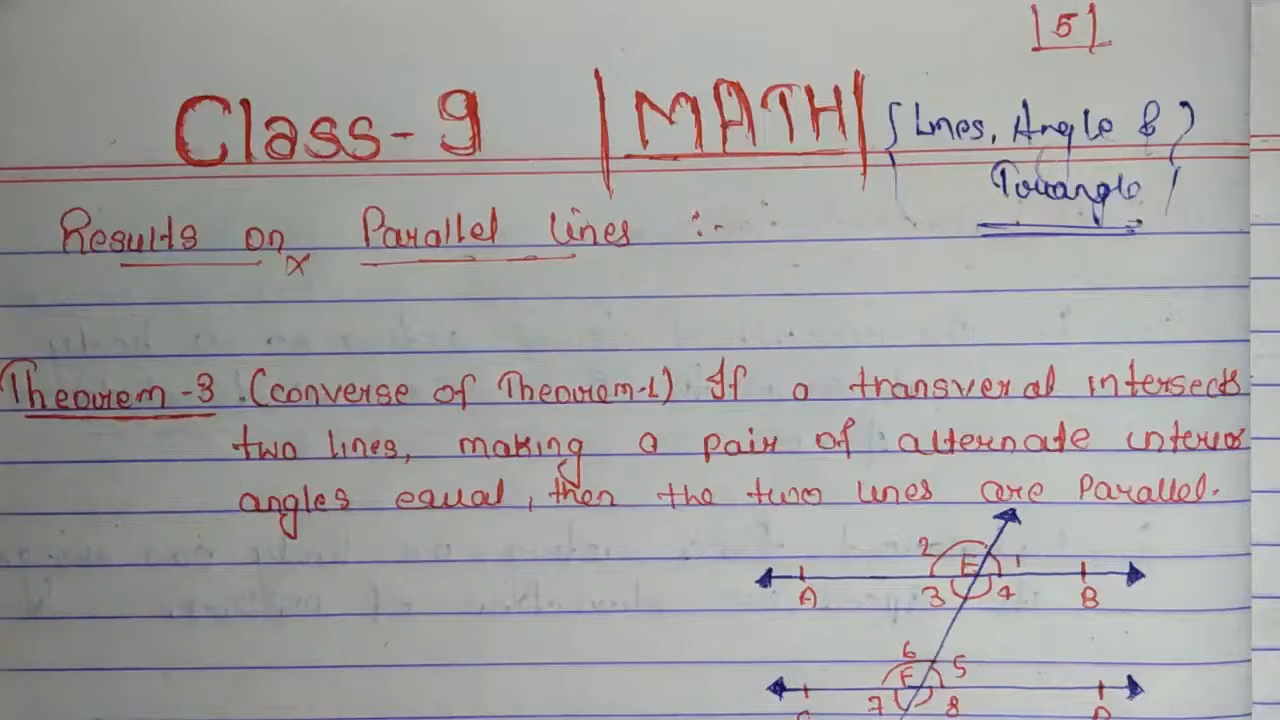 5
Class-9 MATH { Lines, Angle &
Triangle }
Results on Parallel lines :-
Theorem-3 (converse of Theorem-1) If a transveral intersects
two lines, making a pair of alternate interior
angles equal, then the two lines are Parallel.
2 E 1
A 3 4 B
6 F 5
7 8